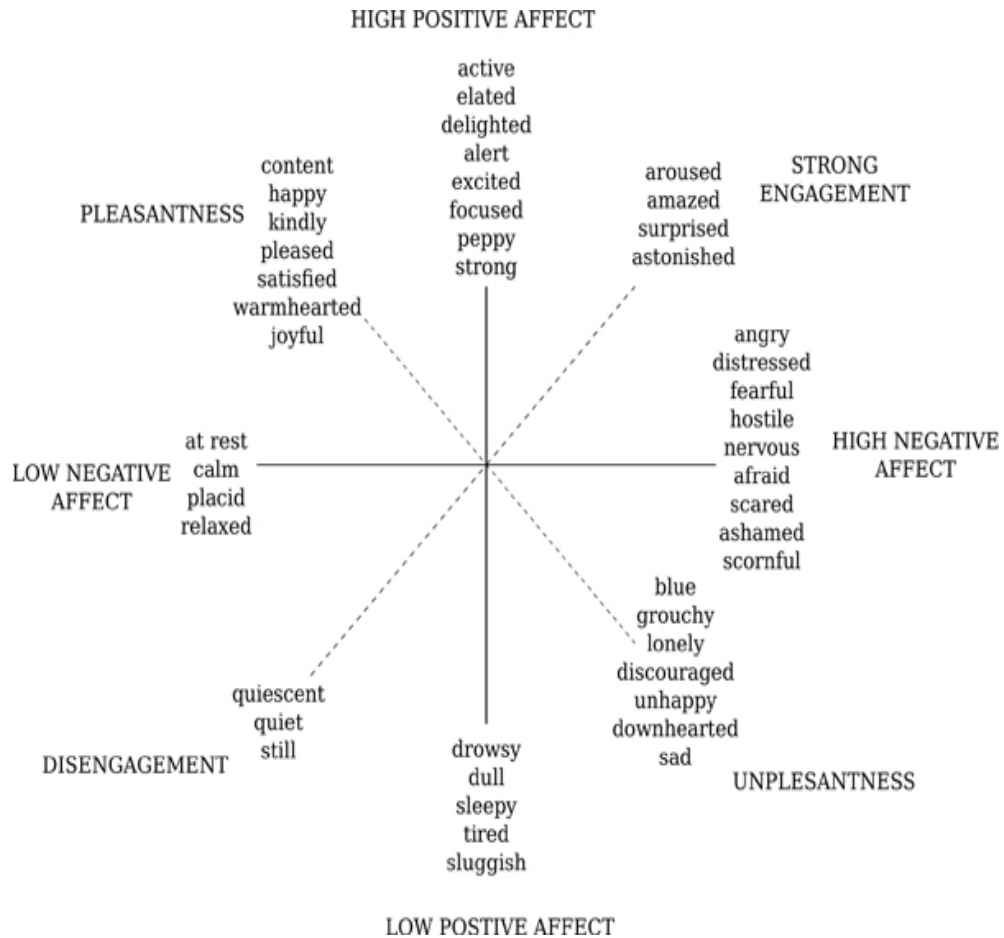 HIGH POSITIVE AFFECT
active
elated
delighted
alert
excited
focused
peppy
strong
STRONG
ENGAGEMENT
aroused
amazed
surprised
astonished
PLEASANTNESS
content
happy
kindly
pleased
satisfied
warmhearted
joyful
angry
distressed
fearful
hostile
nervous
afraid
scared
ashamed
scornful
HIGH NEGATIVE
AFFECT
LOW NEGATIVE
AFFECT
at rest
calm
placid
relaxed
blue
grouchy
lonely
discouraged
unhappy
downhearted
sad
UNPLESANTNESS
quiescent
quiet
still
DISENGAGEMENT
drowsy
dull
sleepy
tired
sluggish
LOW POSTIVE AFFECT